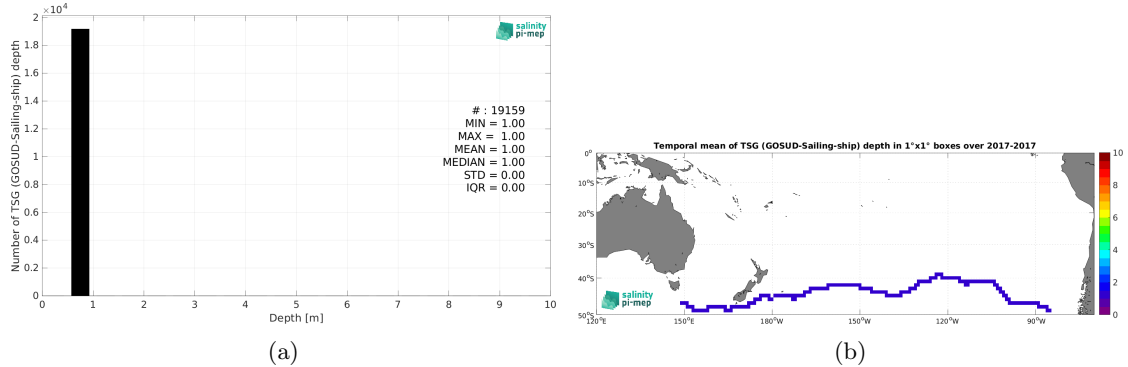 ×10⁴
2
1.8
1.6
1.4
1.2
1
0.8
0.6
0.4
0.2
0
Number of TSG (GOSUD-Sailing-ship) depth
salinity
pi-mep
# : 19159
MIN = 1.00
MAX = 1.00
MEAN = 1.00
MEDIAN = 1.00
STD = 0.00
IQR = 0.00
0 1 2 3 4 5 6 7 8 9 10
Depth [m]
(a)
Temporal mean of TSG (GOSUD-Sailing-ship) depth in 1°x1° boxes over 2017-2017
0°
10°S
20°S
30°S
40°S
50°S
salinity
pi-mep
120°E 150°E 180°W 150°W 120°W 90°W
10
8
6
4
2
0
(b)